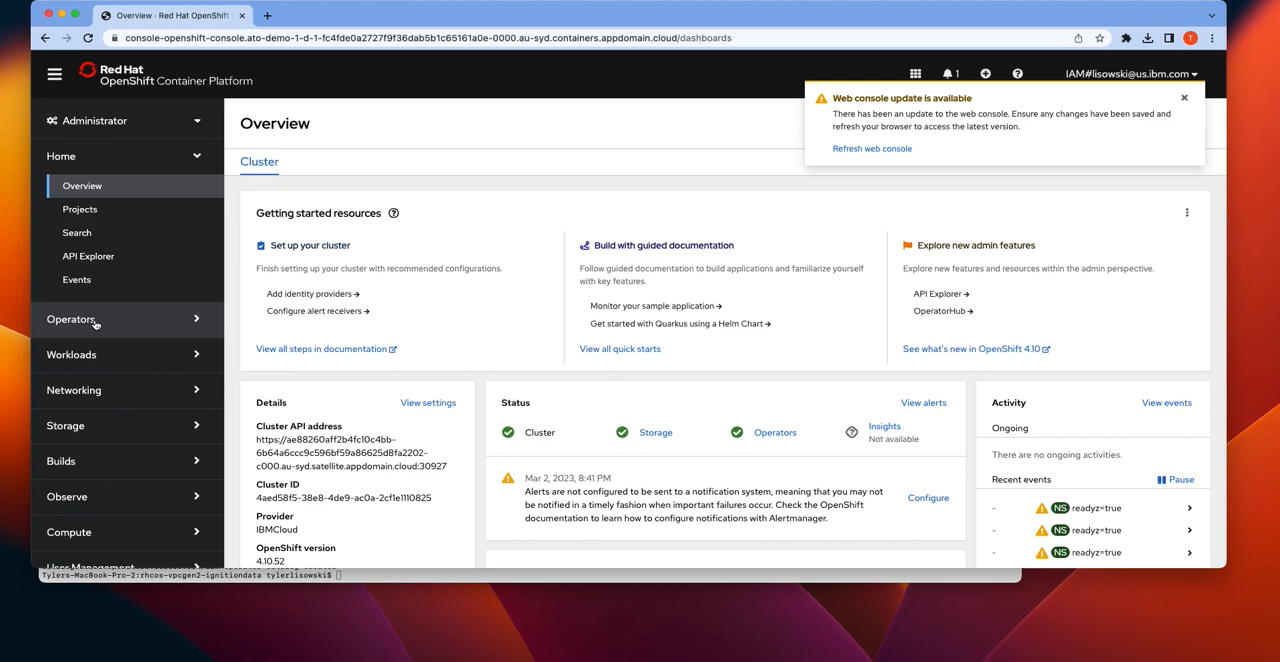 Overview · Red Hat OpenShift
console-openshift-console.ato-demo-1-d-1-fc4fde0a2727f9f36dab5b1c65161a0e-0000.au-syd.containers.appdomain.cloud/dashboards
T
Red Hat
OpenShift
Container Platform
1
IAM#lisowski@us.ibm.com
Web console update is available
There has been an update to the web console. Ensure any changes have been saved and
refresh your browser to access the latest version.
Refresh web console
Administrator
Home
Overview
Projects
Search
API Explorer
Events
Operators
Workloads
Networking
Storage
Builds
Observe
Compute
User Management
Overview
Cluster
Getting started resources
Set up your cluster
Finish setting up your cluster with recommended configurations.
Add identity providers
Configure alert receivers
View all steps in documentation
Build with guided documentation
Follow guided documentation to build applications and familiarize yourself
with key features.
Monitor your sample application
Get started with Quarkus using a Helm Chart
View all quick starts
Explore new admin features
Explore new features and resources within the admin perspective.
API Explorer
OperatorHub
See what's new in OpenShift 4.10
Details
View settings
Cluster API address
https://ae88260aff2b4fc10c4bb-
6b64a6ccc9c596bf59a86625d8fa2202-
c000.au-syd.satellite.appdomain.cloud:30927
Cluster ID
4aed58f5-38e8-4de9-ac0a-2cf1e1110825
Provider
IBMCloud
OpenShift version
4.10.52
Status
View alerts
Cluster
Storage
Operators
Insights
Not available
Mar 2, 2023, 8:41 PM
Alerts are not configured to be sent to a notification system, meaning that you may not
be notified in a timely fashion when important failures occur. Check the OpenShift
documentation to learn how to configure notifications with Alertmanager.
Configure
Activity
View events
Ongoing
There are no ongoing activities.
Recent events
Pause
- NS readyz=true
- NS readyz=true
- NS readyz=true
Tylers-MacBook-Pro-2:rhcos-vpcgen2-ignitiondata tylerlisowski$